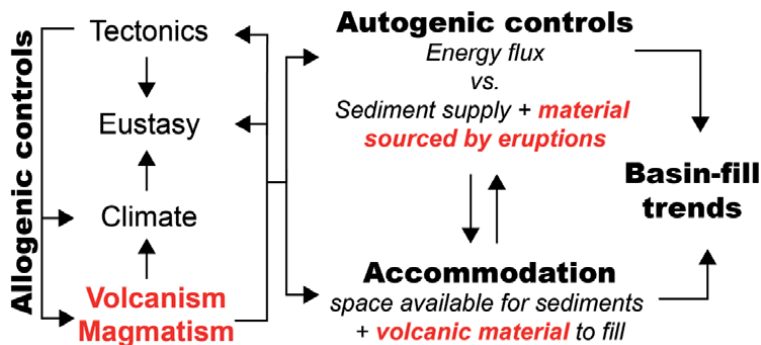 Allogenic controls
Tectonics
Eustasy
Climate
Volcanism
Magmatism
Autogenic controls
Energy flux
vs.
Sediment supply + material
sourced by eruptions
Accommodation
space available for sediments
+ volcanic material to fill
Basin-fill
trends